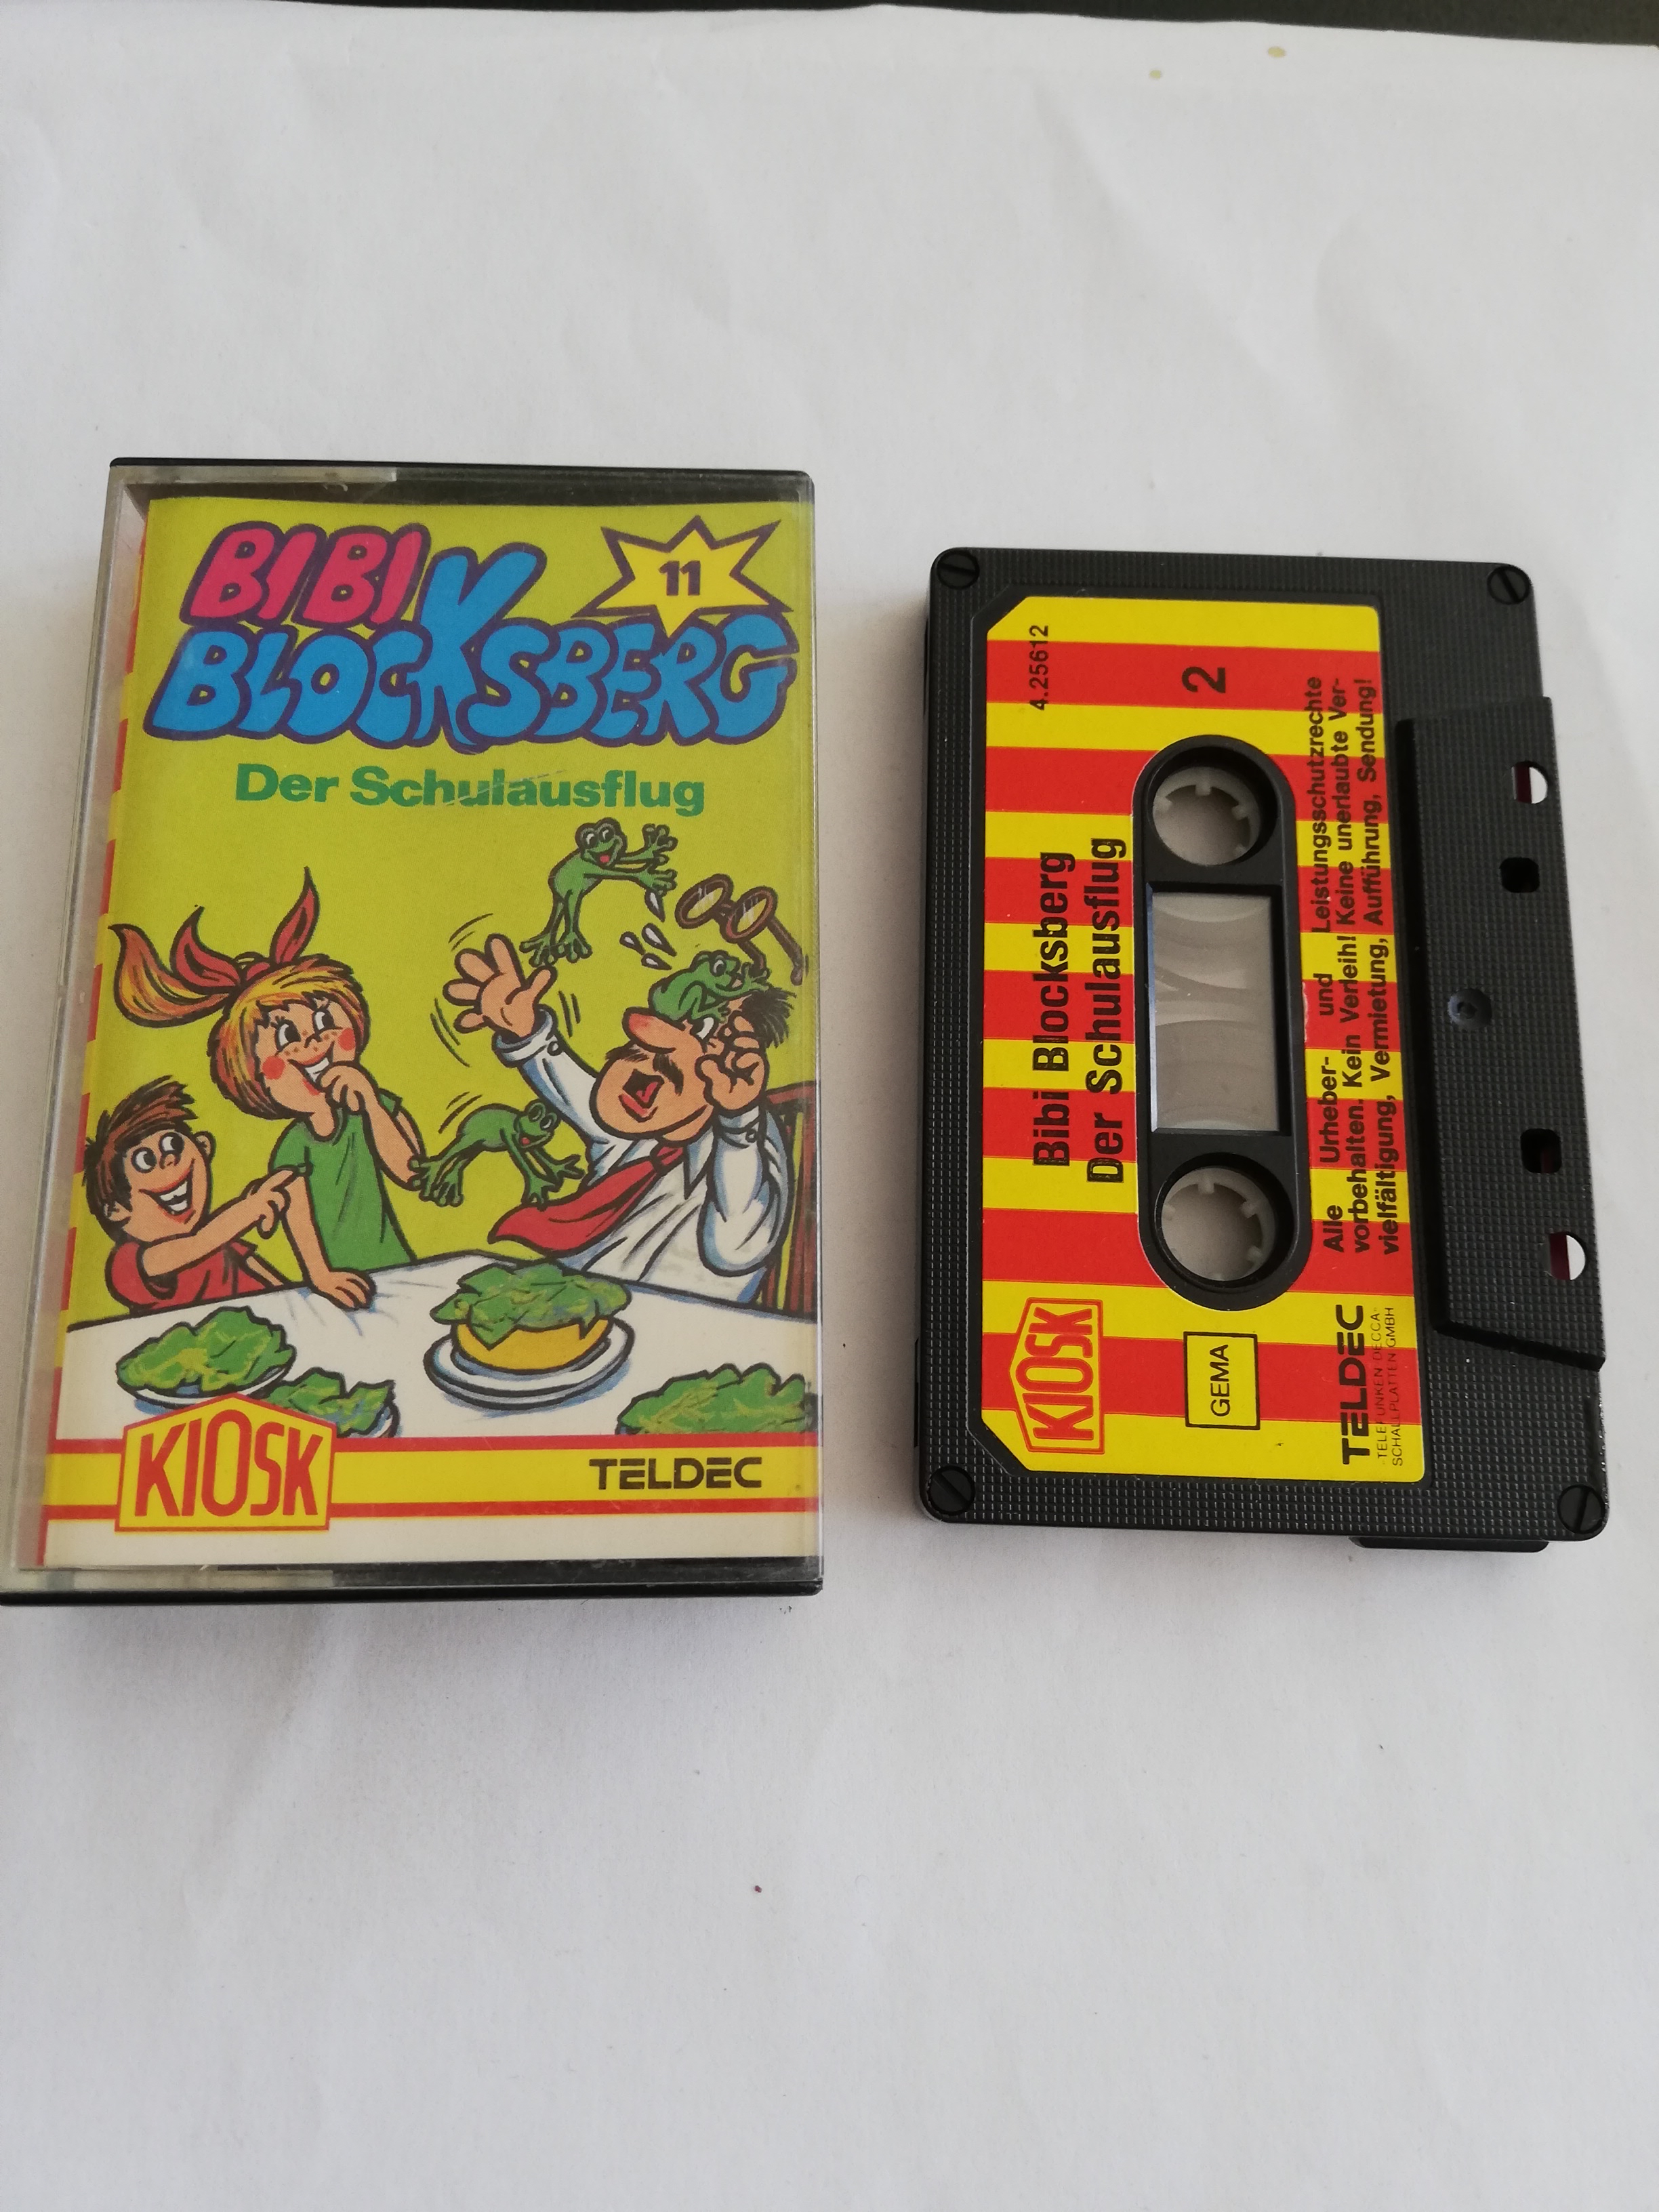 BIBI
BLOCKSBERG
11
Der Schulausflug
KIOSK
TELDEC
4.25612
2
Bibi Blocksberg
Der Schulausflug
KIOSK
GEMA
Alle Urheber- und Leistungsschutzrechte
vorbehalten. Kein Verleih! Keine unerlaubte Ver-
vielfältigung, Vermietung, Aufführung, Sendung!
TELDEC
TELEFUNKEN DECCA-
SCHALLPLATTEN GMBH